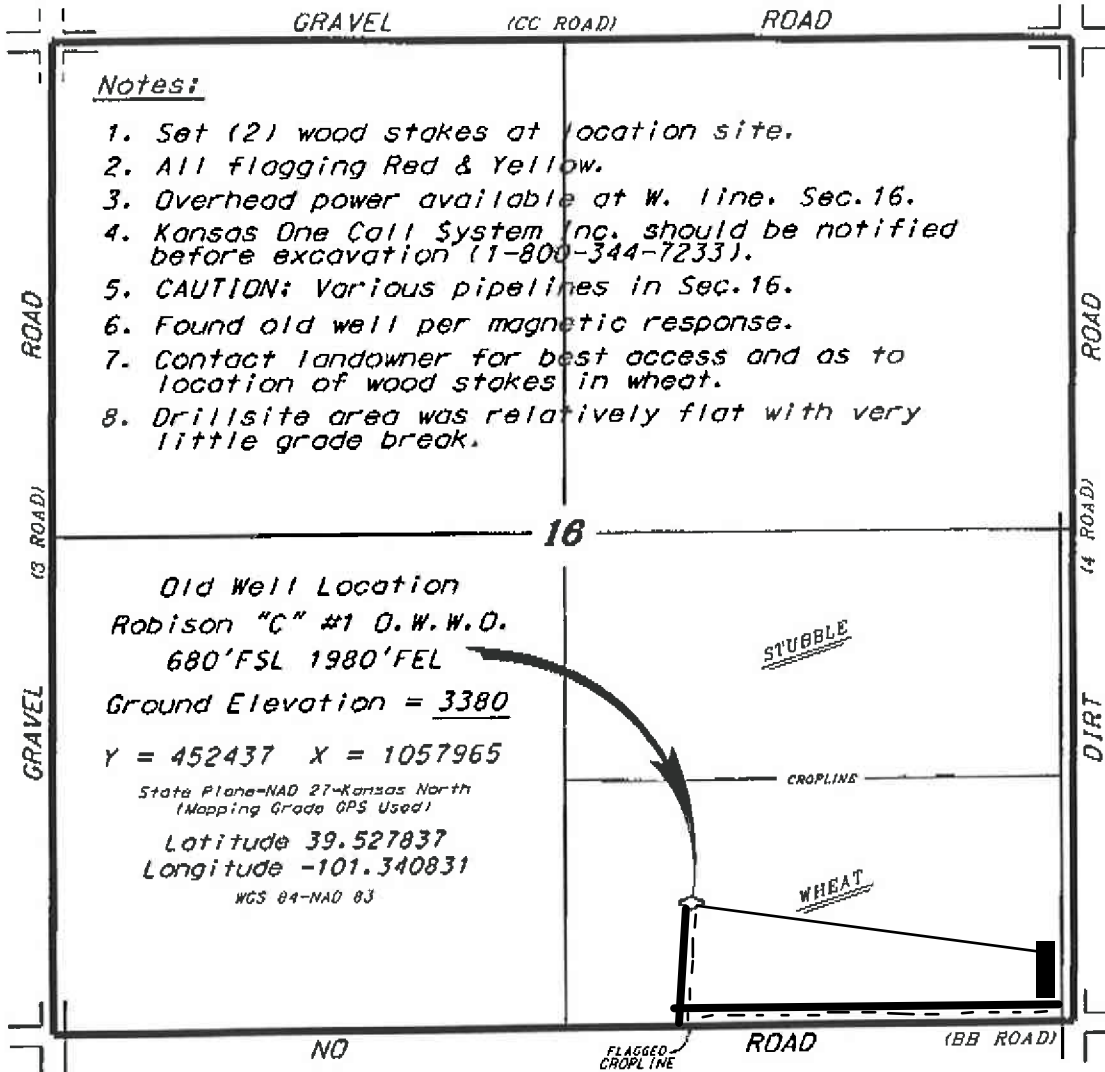 GRAVEL (CC ROAD) ROAD
Notes:
1. Set (2) wood stakes at location site.
2. All flagging Red & Yellow.
3. Overhead power available at W. line. Sec.16.
4. Kansas One Call System Inc. should be notified
before excavation (1-800-344-7233).
5. CAUTION: Various pipelines in Sec.16.
6. Found old well per magnetic response.
7. Contact landowner for best access and as to
location of wood stakes in wheat.
8. Drillsite area was relatively flat with very
little grade break.
ROAD
(3 ROAD)
GRAVEL
ROAD
(4 ROAD)
DIRT
16
Old Well Location
Robison "C" #1 O.W.W.O.
680'FSL 1980'FEL
Ground Elevation = 3380
Y = 452437 X = 1057965
State Plane-NAD 27-Kansas North
(Mapping Grade GPS Used)
Latitude 39.527837
Longitude -101.340831
WGS 84-NAD 83
STUBBLE
CROPLINE
WHEAT
NO FLAGGED ROAD (BB ROAD)
CROPLINE